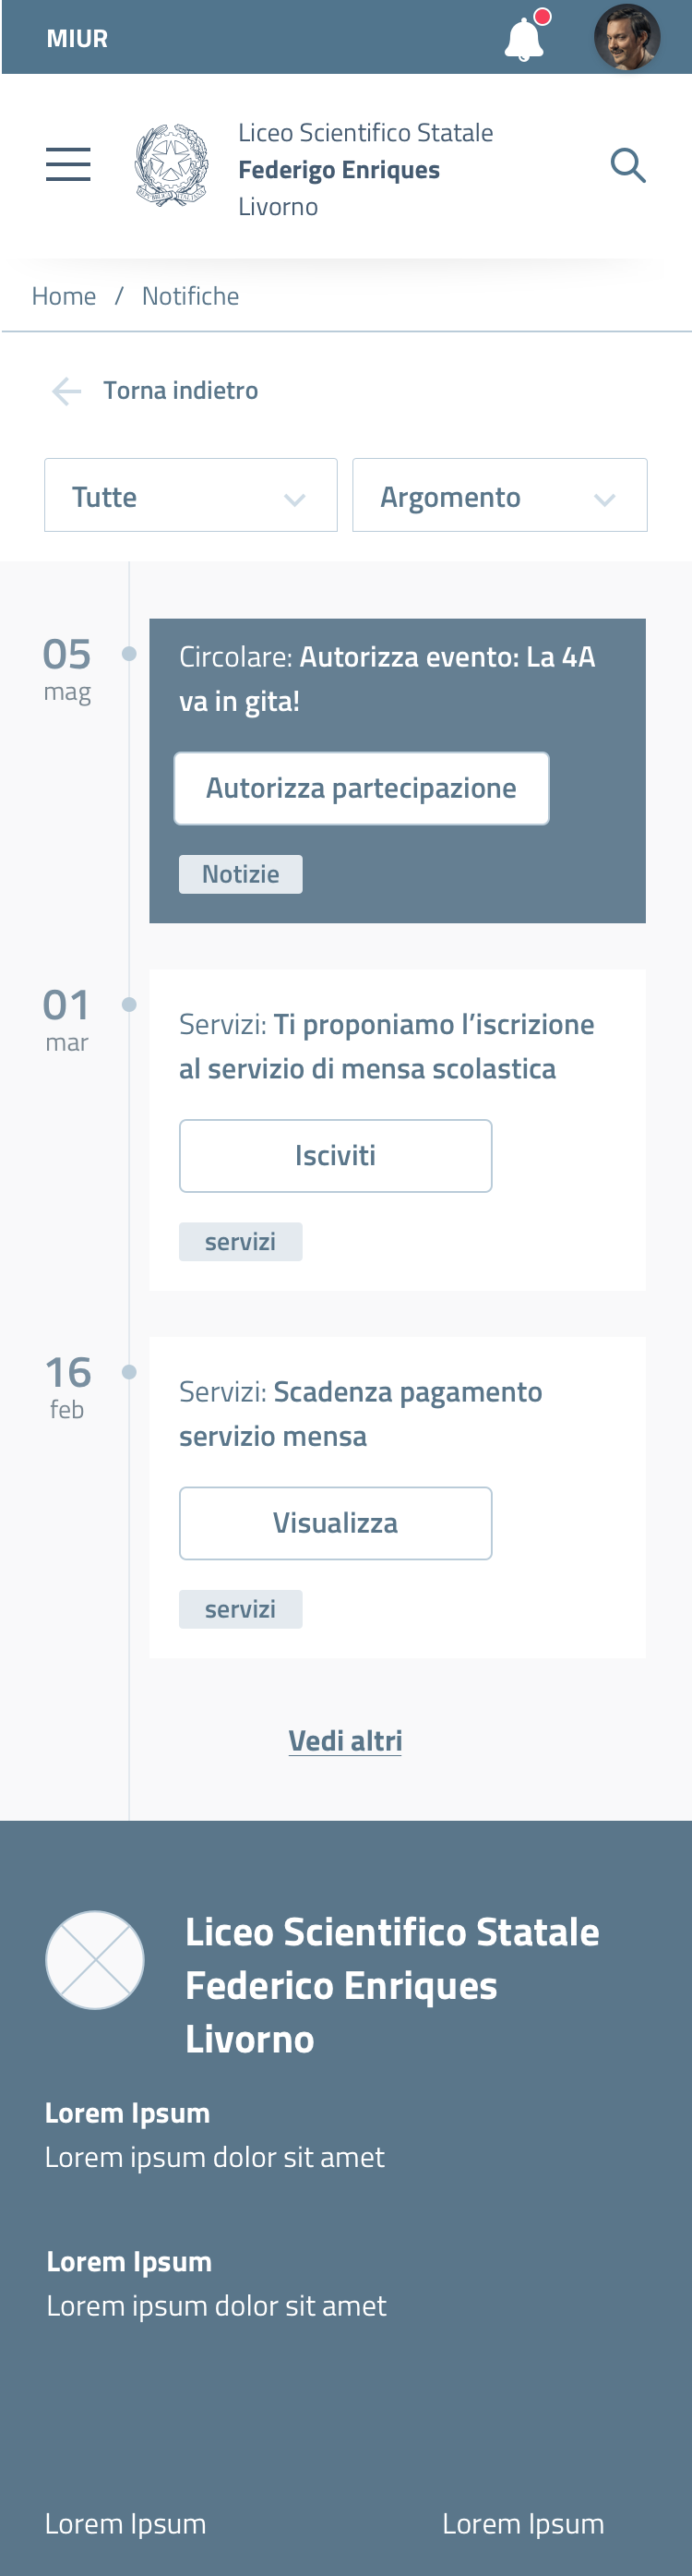 MIUR
Liceo Scientifico Statale
Federigo Enriques
Livorno
Home / Notifiche
Torna indietro
Tutte
Argomento
05
mag
Circolare: Autorizza evento: La 4A
va in gita!
Autorizza partecipazione
Notizie
01
mar
Servizi: Ti proponiamo l’iscrizione
al servizio di mensa scolastica
Isciviti
servizi
16
feb
Servizi: Scadenza pagamento
servizio mensa
Visualizza
servizi
Vedi altri
Liceo Scientifico Statale
Federico Enriques
Livorno
Lorem Ipsum
Lorem ipsum dolor sit amet
Lorem Ipsum
Lorem ipsum dolor sit amet
Lorem Ipsum
Lorem Ipsum